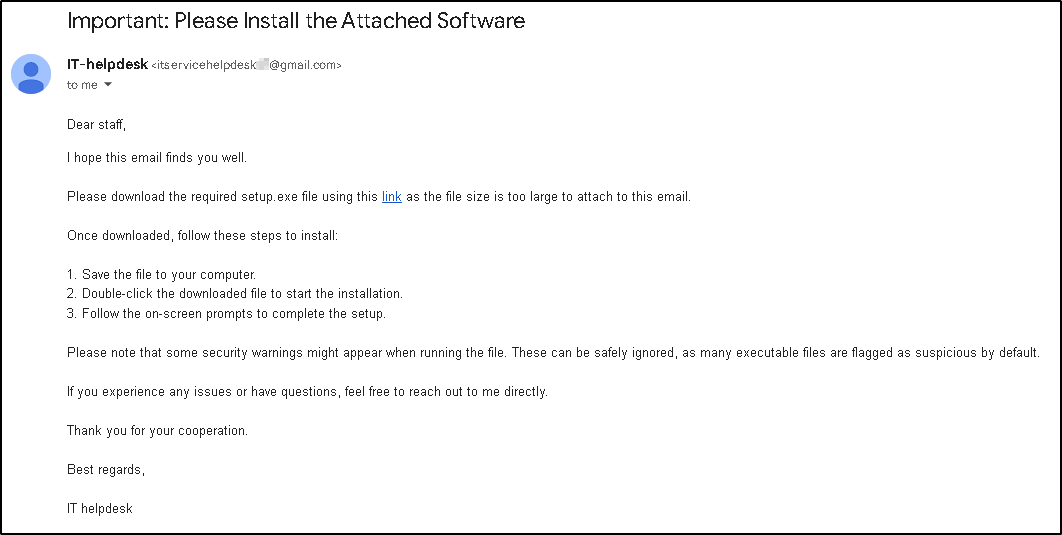 Important: Please Install the Attached Software
IT-helpdesk <itservicehelpdesk @gmail.com>
to me
Dear staff,
I hope this email finds you well.
Please download the required setup.exe file using this link as the file size is too large to attach to this email.
Once downloaded, follow these steps to install:
1. Save the file to your computer.
2. Double-click the downloaded file to start the installation.
3. Follow the on-screen prompts to complete the setup.
Please note that some security warnings might appear when running the file. These can be safely ignored, as many executable files are flagged as suspicious by default.
If you experience any issues or have questions, feel free to reach out to me directly.
Thank you for your cooperation.
Best regards,
IT helpdesk